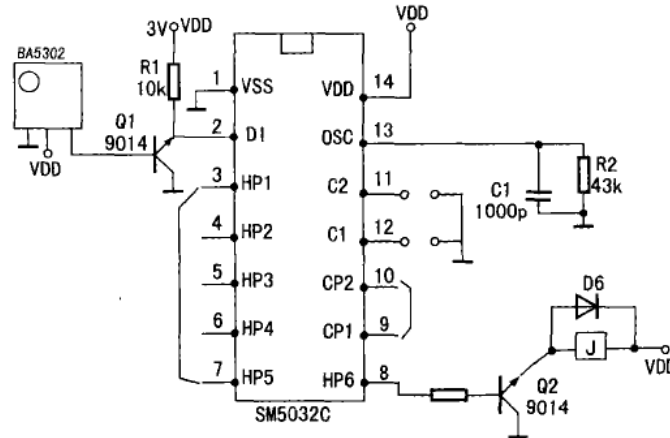 BA5302
VDD
3V VDD
R1
10k
Q1
9014
1 VSS
2 DI
3 HP1
4 HP2
5 HP3
6 HP4
7 HP5
VDD
VDD 14
OSC 13
C2 11
C1 12
CP2 10
CP1 9
HP6 8
SM5032C
C1
1000p
R2
43k
D6
J
VDD
Q2
9014